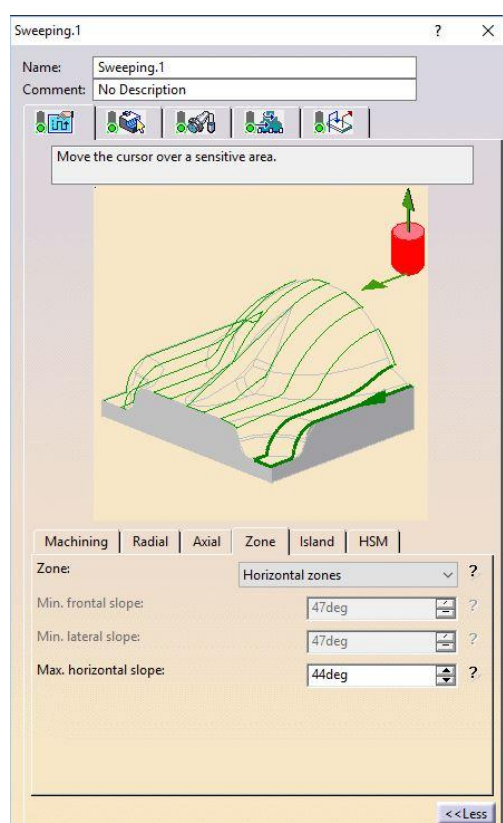 Sweeping.1 ? X
Name: Sweeping.1
Comment: No Description
Move the cursor over a sensitive area.
Machining Radial Axial Zone Island HSM
Zone: Horizontal zones ?
Min. frontal slope: 47deg ?
Min. lateral slope: 47deg ?
Max. horizontal slope: 44deg ?
<<Less